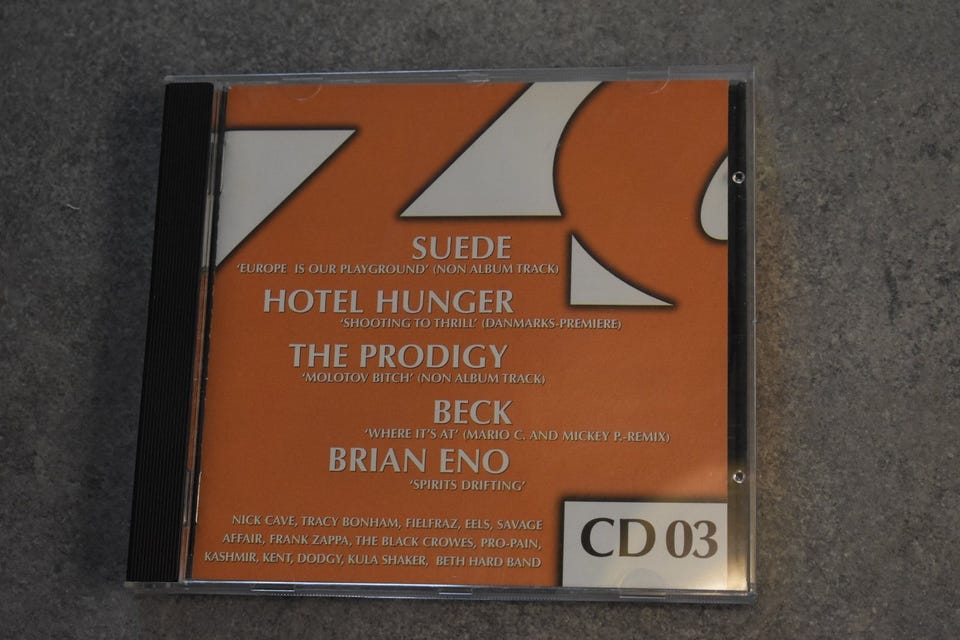 SUEDE
'EUROPE IS OUR PLAYGROUND' (NON ALBUM TRACK)
HOTEL HUNGER
'SHOOTING TO THRILL' (DANMARKS-PREMIERE)
THE PRODIGY
'MOLOTOV BITCH' (NON ALBUM TRACK)
BECK
'WHERE IT'S AT' (MARIO C. AND MICKEY P.-REMIX)
BRIAN ENO
'SPIRITS DRIFTING'
NICK CAVE, TRACY BONHAM, FIELFRAZ, EELS, SAVAGE
AFFAIR, FRANK ZAPPA, THE BLACK CROWES, PRO-PAIN,
KASHMIR, KENT, DODGY, KULA SHAKER, BETH HARD BAND
CD 03